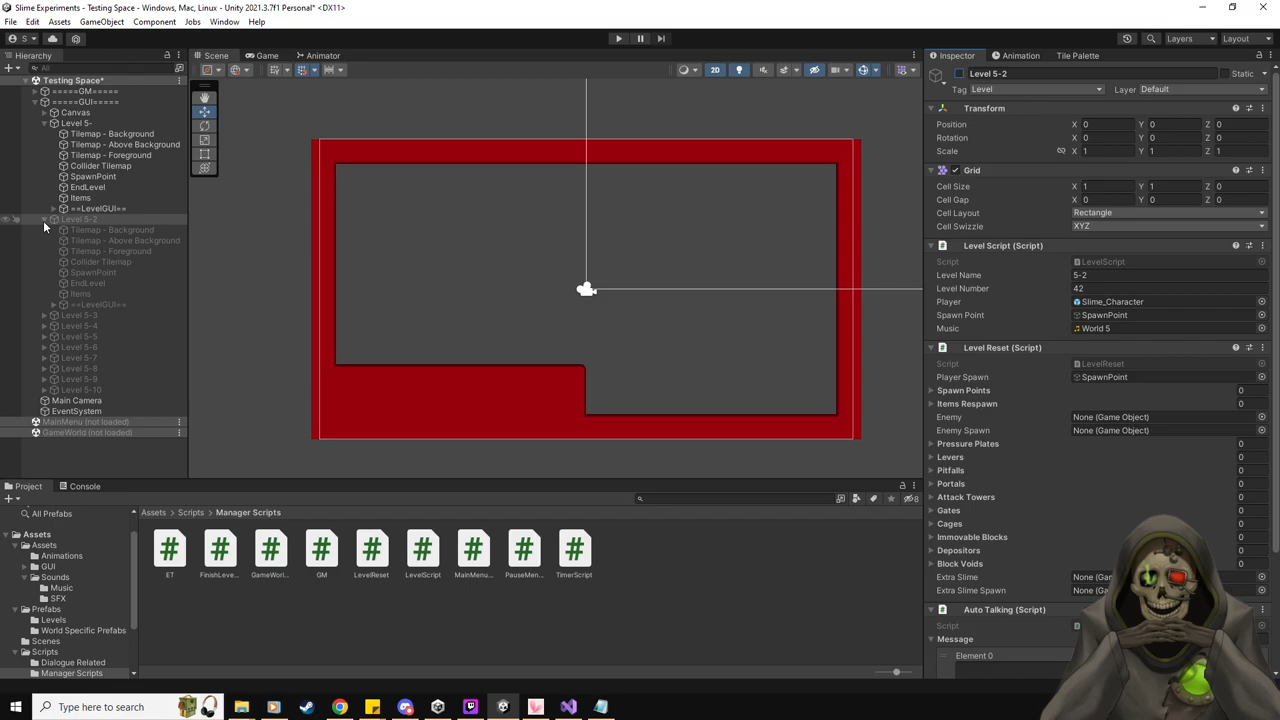 Slime Experiments - Testing Space - Windows, Mac, Linux - Unity 2021.3.7f1 Personal* <DX11>
File Edit Assets GameObject Component Jobs Window Help
S Layers Layout
Hierarchy Scene Game Animator Inspector Animation Tile Palette
All 2D
Testing Space*
=====GM=====
=====GUI=====
Canvas
Level 5-
Tilemap - Background
Tilemap - Above Background
Tilemap - Foreground
Collider Tilemap
SpawnPoint
EndLevel
Items
==LevelGUI==
Level 5-2
Tilemap - Background
Tilemap - Above Background
Tilemap - Foreground
Collider Tilemap
SpawnPoint
EndLevel
Items
==LevelGUI==
Level 5-3
Level 5-4
Level 5-5
Level 5-6
Level 5-7
Level 5-8
Level 5-9
Level 5-10
Main Camera
EventSystem
MainMenu (not loaded)
GameWorld (not loaded)
Level 5-2 Static
Tag Level Layer Default
Transform
Position X 0 Y 0 Z 0
Rotation X 0 Y 0 Z 0
Scale X 1 Y 1 Z 1
Grid
Cell Size X 1 Y 1 Z 0
Cell Gap X 0 Y 0 Z 0
Cell Layout Rectangle
Cell Swizzle XYZ
Level Script (Script)
Script LevelScript
Level Name 5-2
Level Number 42
Player Slime_Character
Spawn Point SpawnPoint
Music World 5
Level Reset (Script)
Script LevelReset
Player Spawn SpawnPoint
Spawn Points 0
Items Respawn 0
Enemy None (Game Object)
Enemy Spawn None (Game Object)
Pressure Plates 0
Levers 0
Pitfalls 0
Portals 0
Attack Towers 0
Gates 0
Cages
Immovable Blocks
Depositors
Block Voids
Extra Slime None
Extra Slime Spawn None
Auto Talking (Script)
Script
Message
Element 0
Project Console
8
All Prefabs
Assets
Assets
Animations
GUI
Sounds
Music
SFX
Prefabs
Levels
World Specific Prefabs
Scenes
Scripts
Dialogue Related
Manager Scripts
Assets > Scripts > Manager Scripts
ET FinishLeve... GameWorl... GM LevelReset LevelScript MainMenu... PauseMen... TimerScript
Type here to search